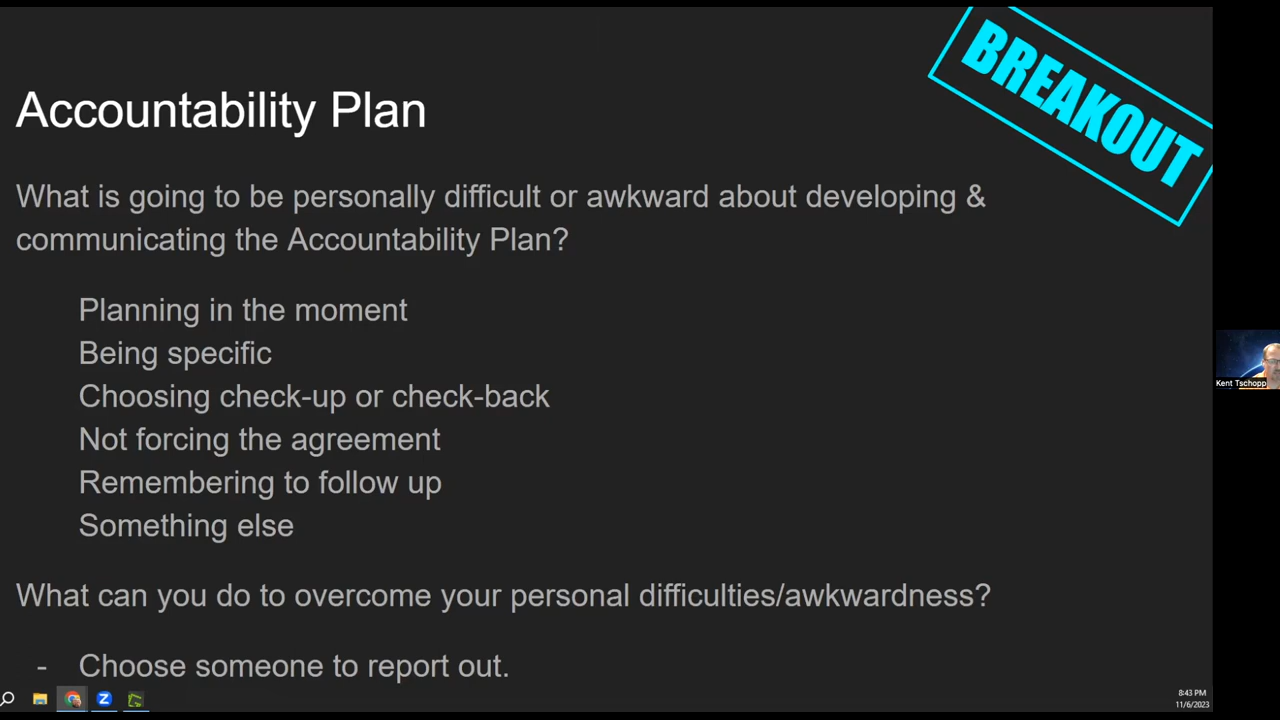 BREAKOUT
Accountability Plan
What is going to be personally difficult or awkward about developing &
communicating the Accountability Plan?
Planning in the moment
Being specific
Choosing check-up or check-back
Not forcing the agreement
Remembering to follow up
Something else
What can you do to overcome your personal difficulties/awkwardness?
- Choose someone to report out.
Kent Tschopp
Z
8:43 PM
11/6/2023